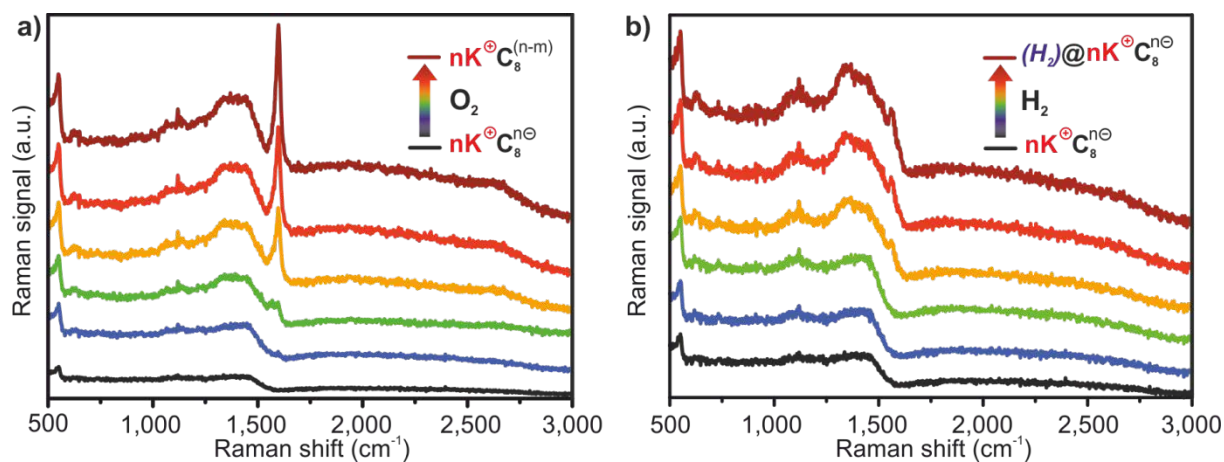 a)
nK⊕C₈⁽ⁿ⁻ᵐ⁾
O₂
nK⊕C₈ⁿ⊖
Raman signal (a.u.)
500 1,000 1,500 2,000 2,500 3,000
Raman shift (cm⁻¹)
b)
(H₂)@nK⊕C₈ⁿ⊖
H₂
nK⊕C₈ⁿ⊖
Raman signal (a.u.)
500 1,000 1,500 2,000 2,500 3,000
Raman shift (cm⁻¹)